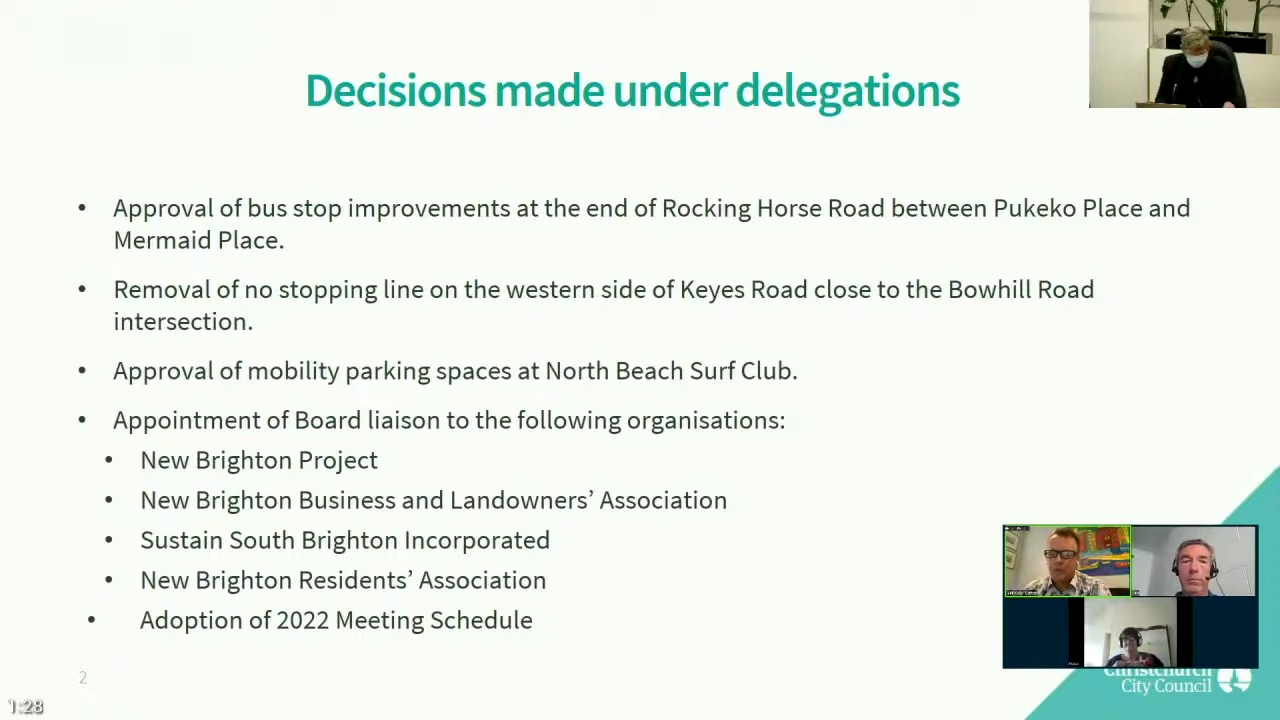 Decisions made under delegations
• Approval of bus stop improvements at the end of Rocking Horse Road between Pukeko Place and
Mermaid Place.
• Removal of no stopping line on the western side of Keyes Road close to the Bowhill Road
intersection.
• Approval of mobility parking spaces at North Beach Surf Club.
• Appointment of Board liaison to the following organisations:
• New Brighton Project
• New Brighton Business and Landowners’ Association
• Sustain South Brighton Incorporated
• New Brighton Residents’ Association
• Adoption of 2022 Meeting Schedule
2
Christchurch
City Council
1:28